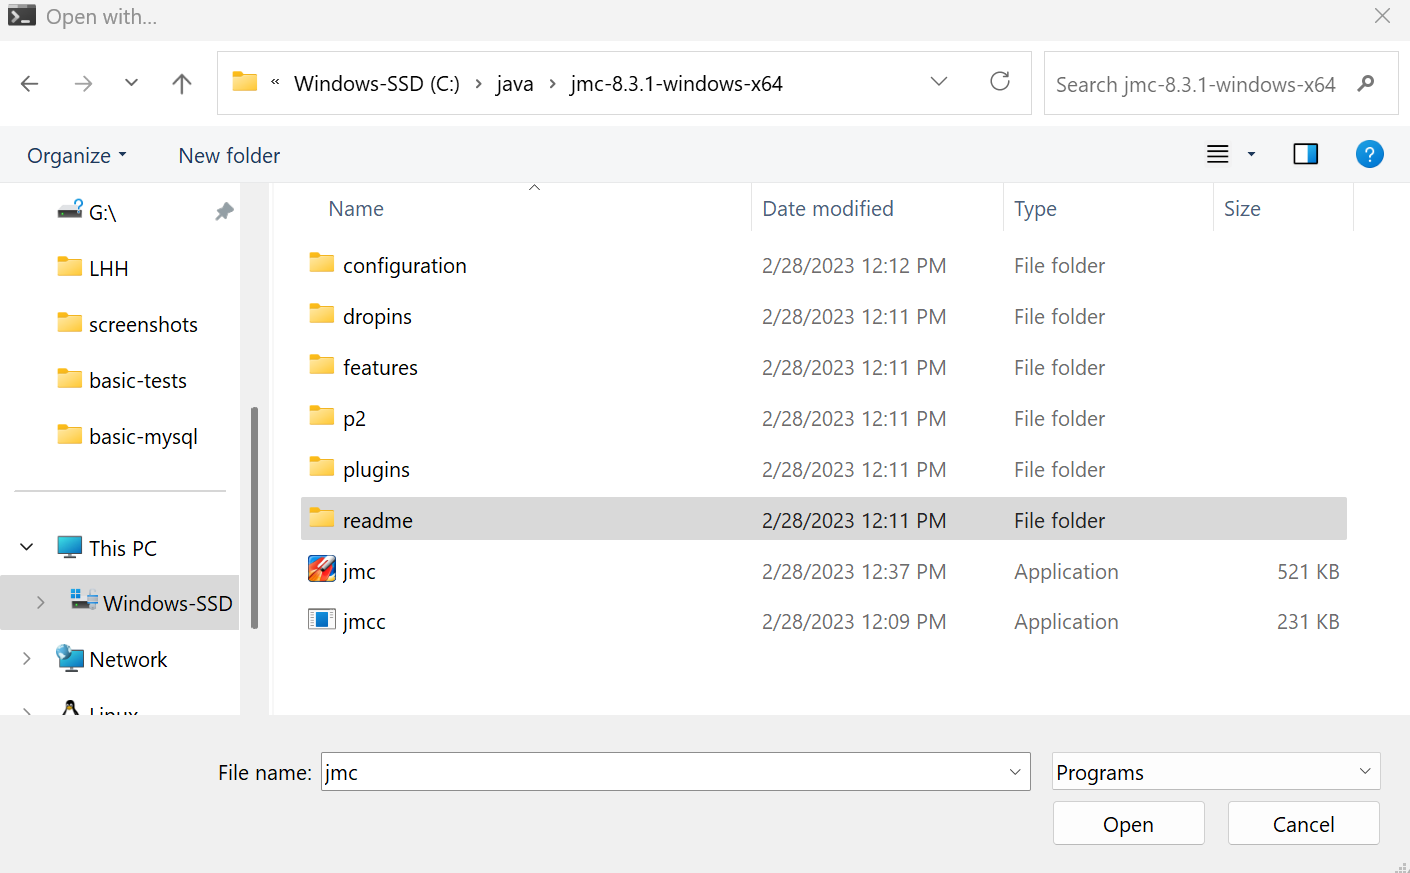 Open with...
« Windows-SSD (C:) › java › jmc-8.3.1-windows-x64
Search jmc-8.3.1-windows-x64
Organize
New folder
?
G:\
LHH
screenshots
basic-tests
basic-mysql
This PC
Windows-SSD
Network
Linux
Name Date modified Type Size
configuration 2/28/2023 12:12 PM File folder
dropins 2/28/2023 12:11 PM File folder
features 2/28/2023 12:11 PM File folder
p2 2/28/2023 12:11 PM File folder
plugins 2/28/2023 12:11 PM File folder
readme 2/28/2023 12:11 PM File folder
jmc 2/28/2023 12:37 PM Application 521 KB
jmcc 2/28/2023 12:09 PM Application 231 KB
File name: jmc
Programs
Open
Cancel